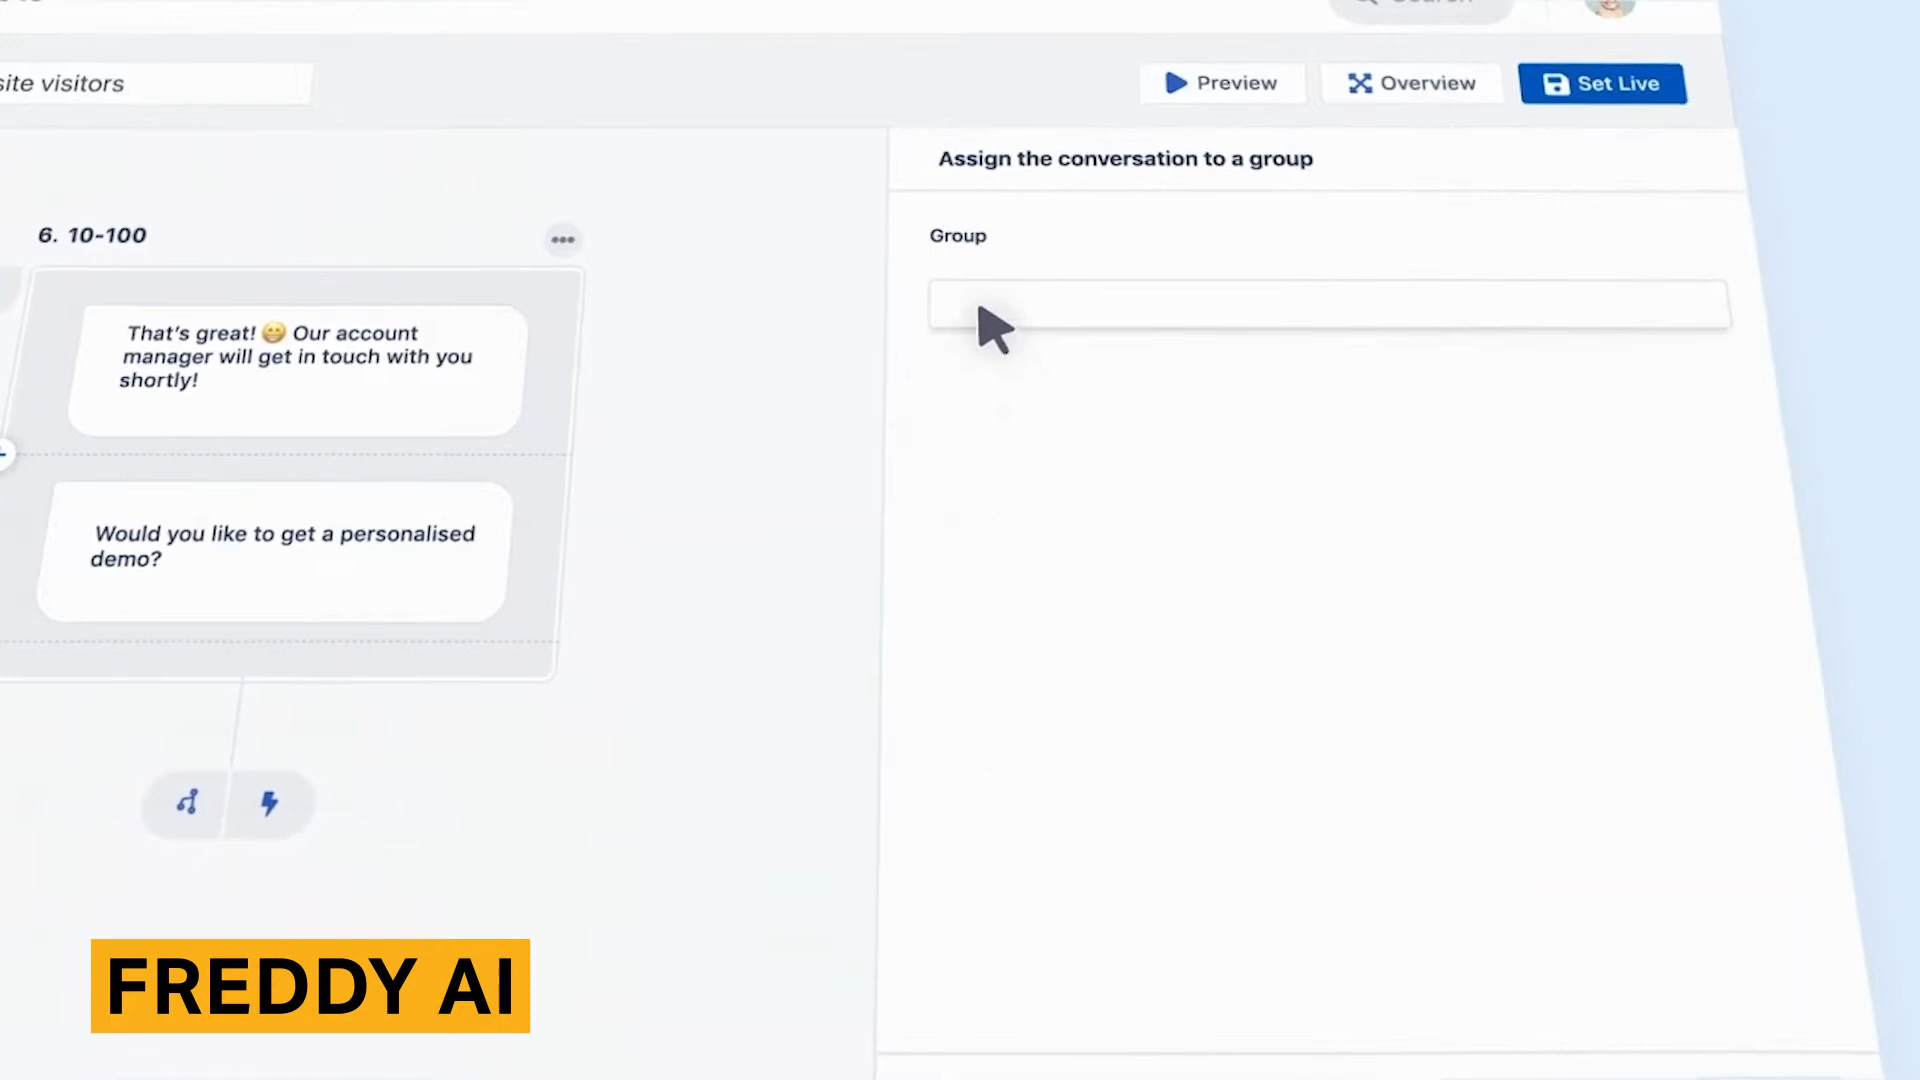 site visitors
Preview
Overview
Set Live
Assign the conversation to a group
6. 10-100
Group
That's great! 😁 Our account
manager will get in touch with you
shortly!
Would you like to get a personalised
demo?
FREDDY AI